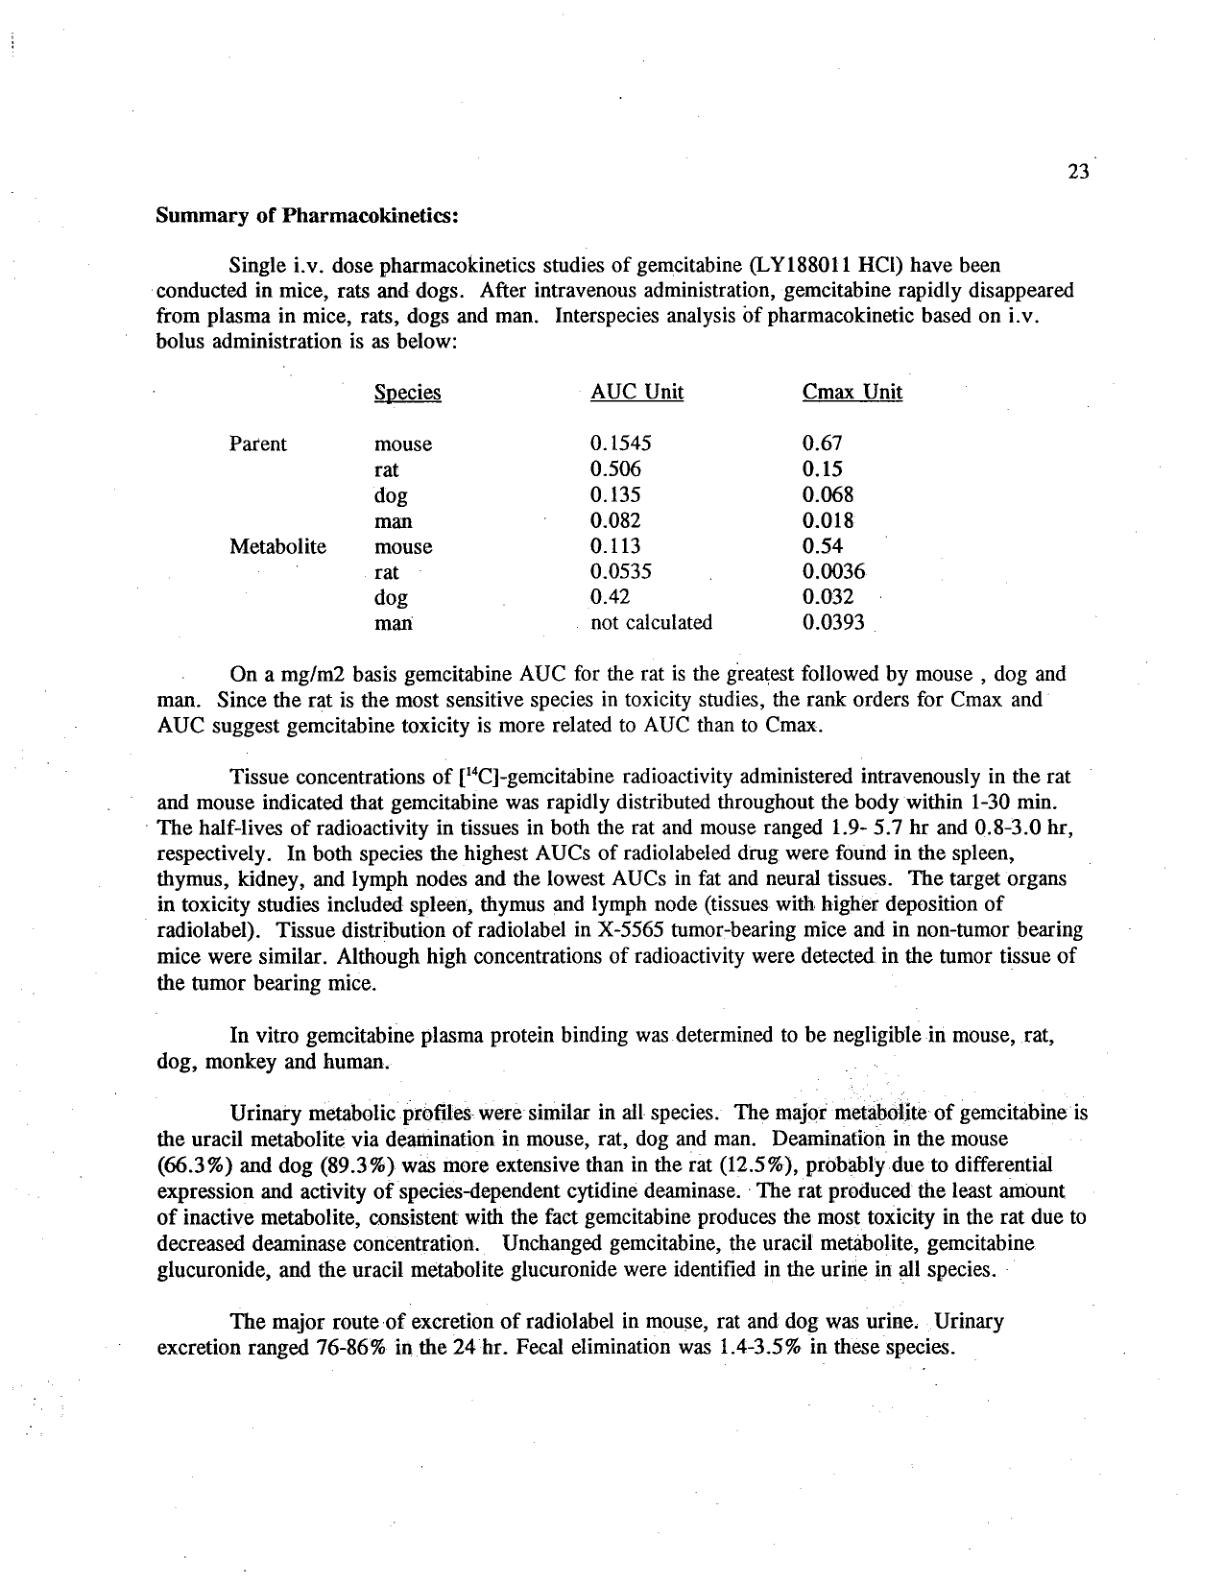 23
Summary of Pharmacokinetics:
Single i.v. dose pharmacokinetics studies of gemcitabine (LY188011 HCl) have been
conducted in mice, rats and dogs. After intravenous administration, gemcitabine rapidly disappeared
from plasma in mice, rats, dogs and man. Interspecies analysis of pharmacokinetic based on i.v.
bolus administration is as below:
Species AUC Unit Cmax Unit
Parent mouse 0.1545 0.67
rat 0.506 0.15
dog 0.135 0.068
man 0.082 0.018
Metabolite mouse 0.113 0.54
rat 0.0535 0.0036
dog 0.42 0.032
man not calculated 0.0393
On a mg/m2 basis gemcitabine AUC for the rat is the greatest followed by mouse , dog and
man. Since the rat is the most sensitive species in toxicity studies, the rank orders for Cmax and
AUC suggest gemcitabine toxicity is more related to AUC than to Cmax.
Tissue concentrations of [¹⁴C]-gemcitabine radioactivity administered intravenously in the rat
and mouse indicated that gemcitabine was rapidly distributed throughout the body within 1-30 min.
The half-lives of radioactivity in tissues in both the rat and mouse ranged 1.9- 5.7 hr and 0.8-3.0 hr,
respectively. In both species the highest AUCs of radiolabeled drug were found in the spleen,
thymus, kidney, and lymph nodes and the lowest AUCs in fat and neural tissues. The target organs
in toxicity studies included spleen, thymus and lymph node (tissues with higher deposition of
radiolabel). Tissue distribution of radiolabel in X-5565 tumor-bearing mice and in non-tumor bearing
mice were similar. Although high concentrations of radioactivity were detected in the tumor tissue of
the tumor bearing mice.
In vitro gemcitabine plasma protein binding was determined to be negligible in mouse, rat,
dog, monkey and human.
Urinary metabolic profiles were similar in all species. The major metabolite of gemcitabine is
the uracil metabolite via deamination in mouse, rat, dog and man. Deamination in the mouse
(66.3%) and dog (89.3%) was more extensive than in the rat (12.5%), probably due to differential
expression and activity of species-dependent cytidine deaminase. The rat produced the least amount
of inactive metabolite, consistent with the fact gemcitabine produces the most toxicity in the rat due to
decreased deaminase concentration. Unchanged gemcitabine, the uracil metabolite, gemcitabine
glucuronide, and the uracil metabolite glucuronide were identified in the urine in all species.
The major route of excretion of radiolabel in mouse, rat and dog was urine. Urinary
excretion ranged 76-86% in the 24 hr. Fecal elimination was 1.4-3.5% in these species.